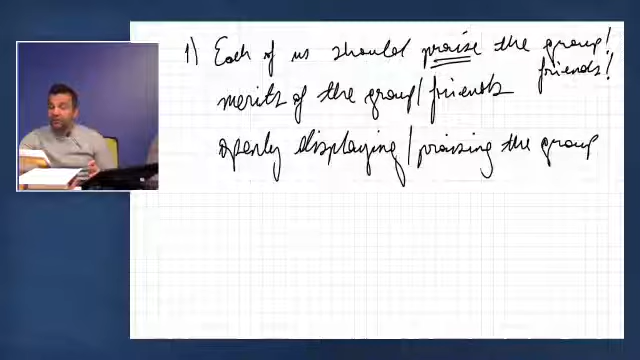 1) Each of us should praise the group!
friends!
merits of the group/friends
openly displaying/praising the group